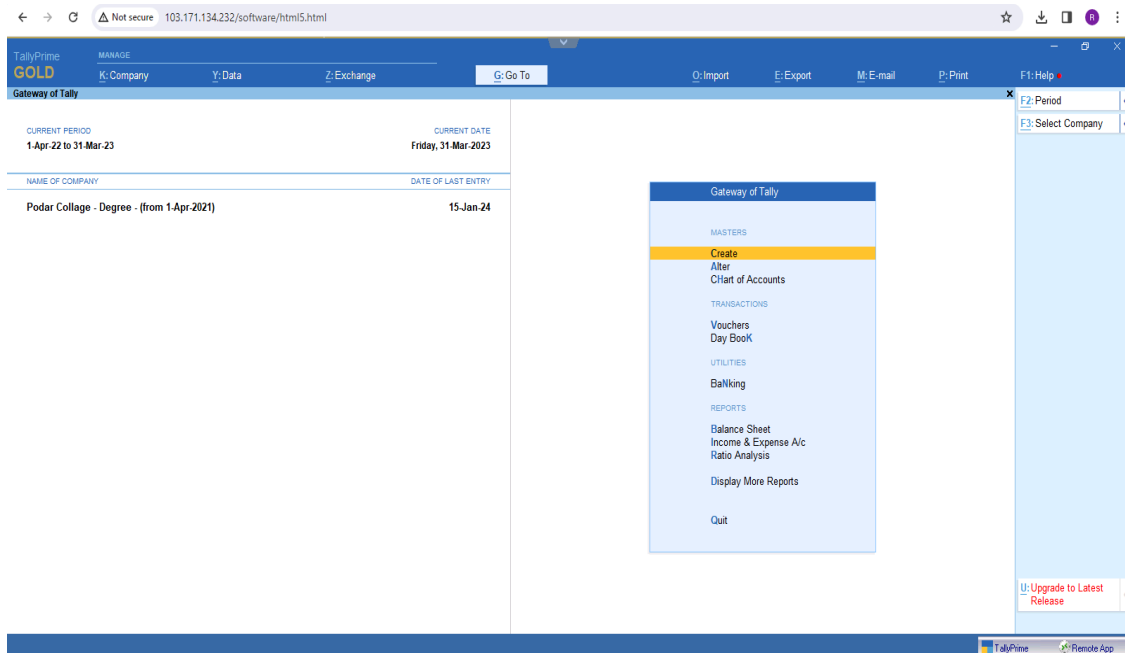 Not secure 103.171.134.232/software/html5.html
R
TallyPrime
GOLD
MANAGE
K: Company Y: Data Z: Exchange G: Go To O: Import E: Export M: E-mail P: Print F1: Help
Gateway of Tally x
CURRENT PERIOD CURRENT DATE
1-Apr-22 to 31-Mar-23 Friday, 31-Mar-2023
NAME OF COMPANY DATE OF LAST ENTRY
Podar Collage - Degree - (from 1-Apr-2021) 15-Jan-24
Gateway of Tally
MASTERS
Create
Alter
CHart of Accounts
TRANSACTIONS
Vouchers
Day BooK
UTILITIES
BaNking
REPORTS
Balance Sheet
Income & Expense A/c
Ratio Analysis
Display More Reports
Quit
F2: Period
F3: Select Company
U: Upgrade to Latest
Release
TallyPrime Remote App